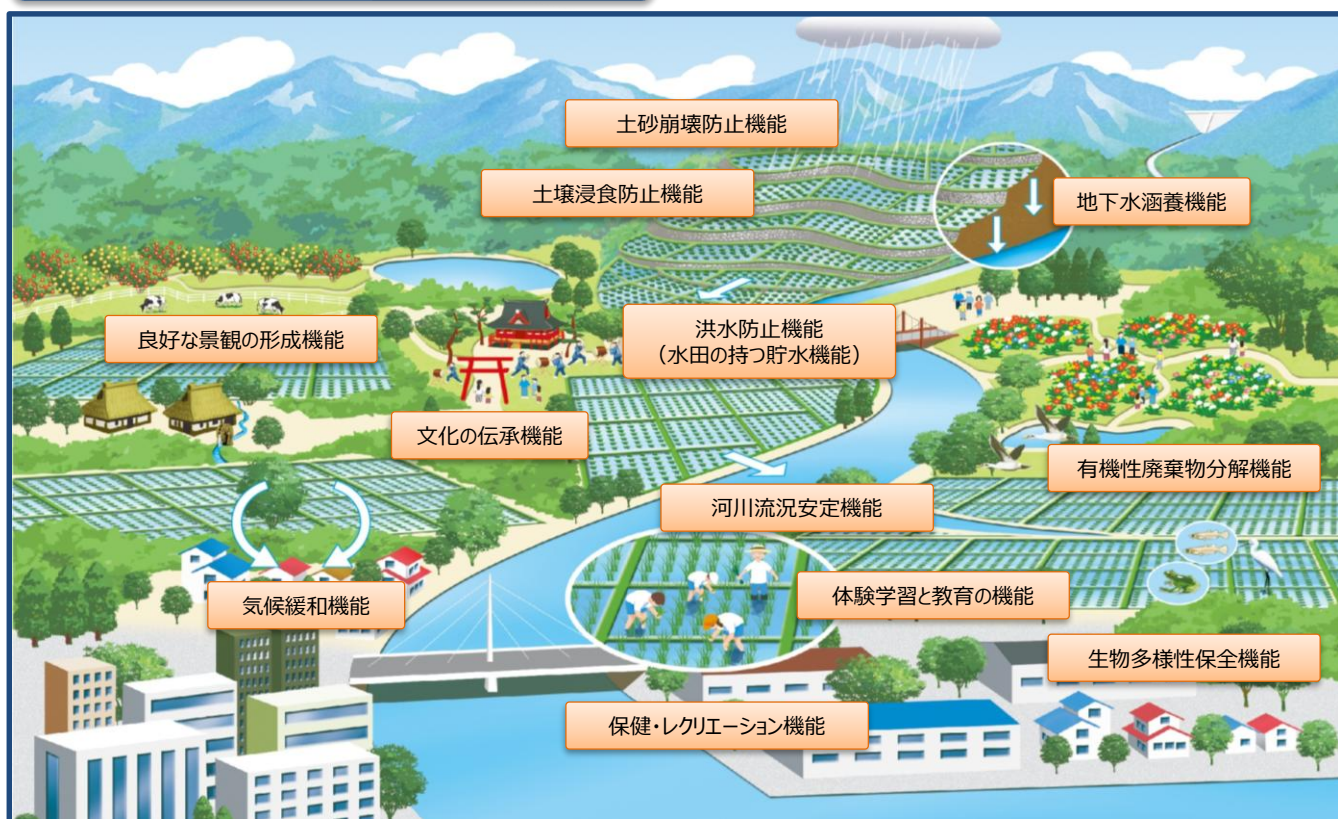 土砂崩壊防止機能
土壌浸食防止機能
地下水涵養機能
良好な景観の形成機能
洪水防止機能
（水田の持つ貯水機能）
文化の伝承機能
有機性廃棄物分解機能
河川流況安定機能
気候緩和機能
体験学習と教育の機能
生物多様性保全機能
保健・レクリエーション機能